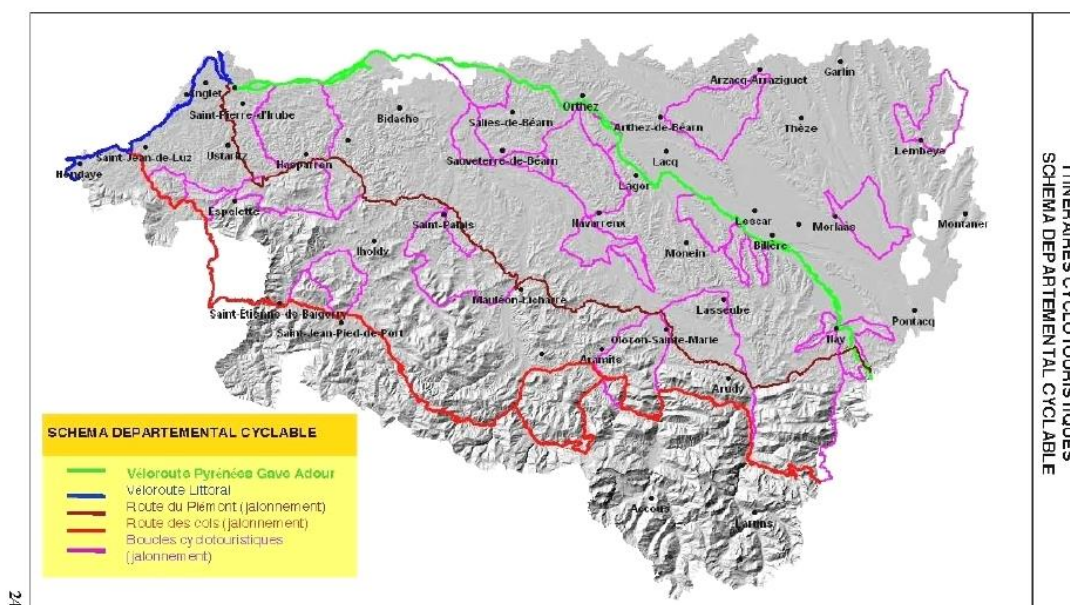 ITINERAIRES CYCLOTOURISTIQUES
SCHEMA DEPARTEMENTAL CYCLABLE
Garlin
Arzacq-Arraziguet
Anglet
Orthez
Saint-Pierre-d'Irube
Bidache
Salies-de-Béarn
Arthez-de-Béarn
Thèze
Lembeye
Saint-Jean-de-Luz
Ustaritz
Hasparren
Sauveterre-de-Béarn
Lacq
Hendaye
Lagor
Espelette
Saint-Palais
Navarrenx
Lescar
Morlaas
Montaner
Iholdy
Monein
Billère
Mauléon-Licharre
Lasseube
Saint-Etienne-de-Baigorry
Pontacq
Saint-Jean-Pied-de-Port
Oloron-Sainte-Marie
Nay
Aramits
Arudy
Accous
Laruns
SCHEMA DEPARTEMENTAL CYCLABLE
Véloroute Pyrénées Gave Adour
Véloroute Littoral
Route du Piémont (jalonnement)
Route des cols (jalonnement)
Boucles cyclotouristiques
(jalonnement)
24